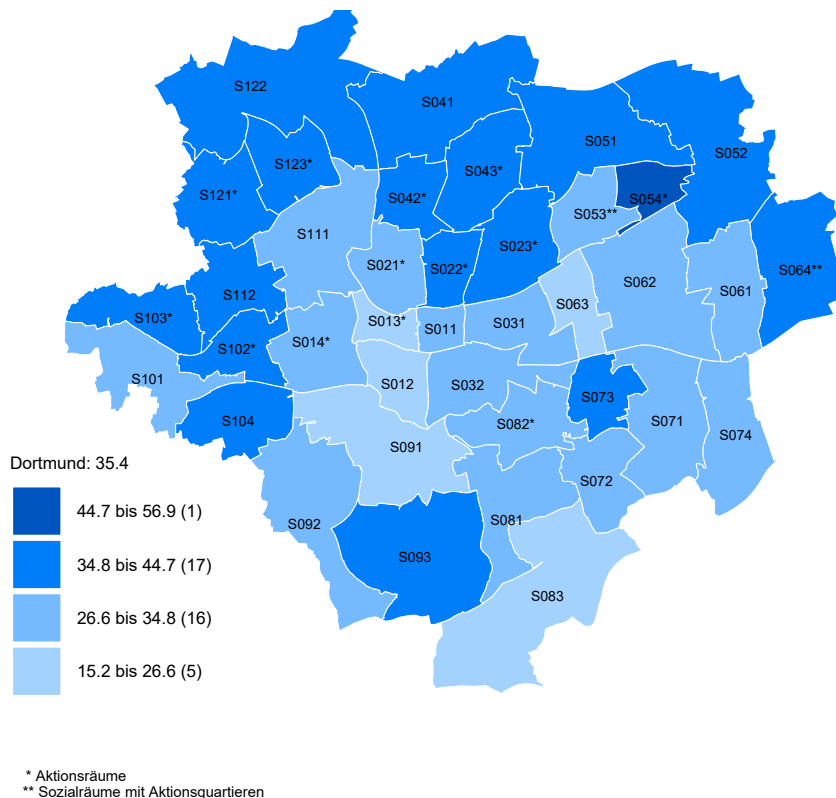 S122
S041
S051
S052
S123*
S043*
S121*
S042*
S054*
S053**
S111
S023*
S021*
S022*
S064**
S062
S061
S112
S063
S103*
S013*
S011
S031
S014*
S102*
S101
S012
S032
S073
S104
S082*
S071
S074
S091
Dortmund: 35.4
S072
44.7 bis 56.9 (1)
S092
S081
34.8 bis 44.7 (17)
S093
S083
26.6 bis 34.8 (16)
15.2 bis 26.6 (5)
* Aktionsräume
** Sozialräume mit Aktionsquartieren